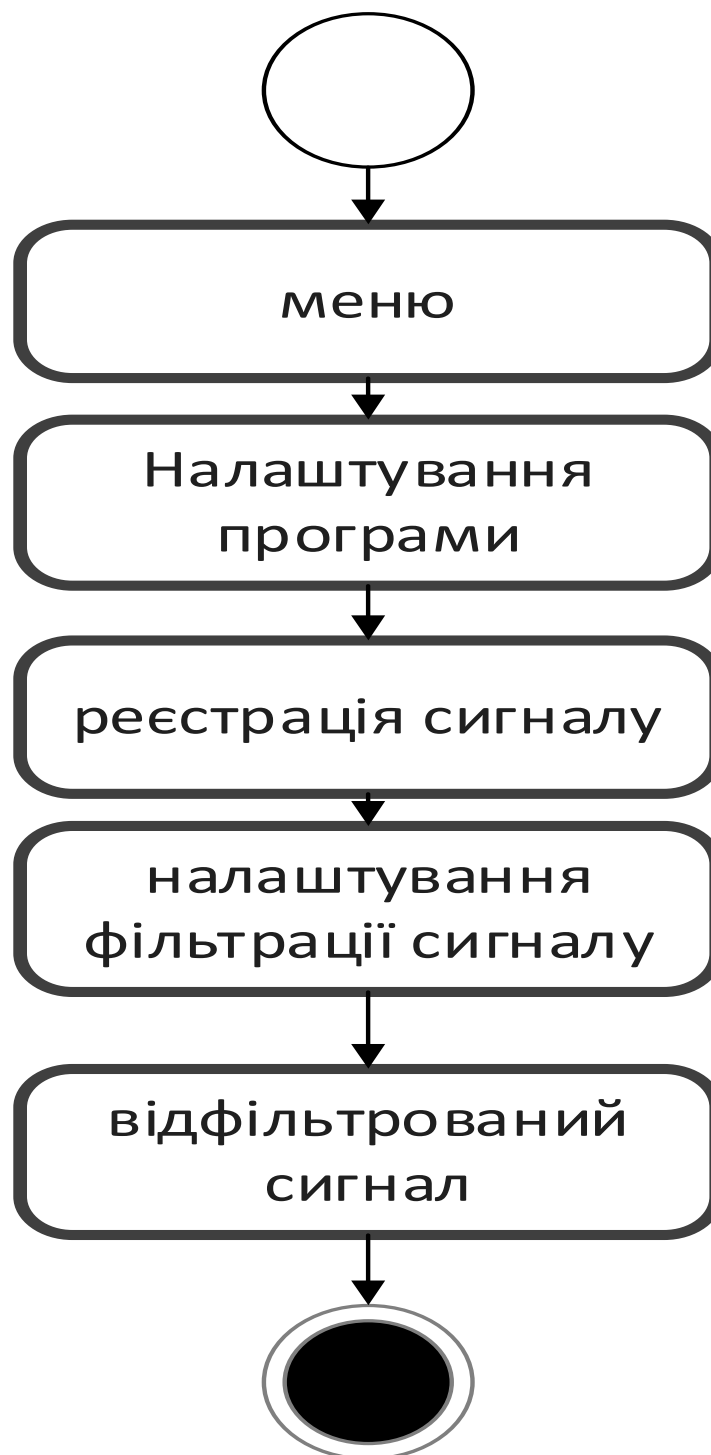 меню
Налаштування
програми
реєстрація сигналу
налаштування
фільтрації сигналу
відфільтрований
сигнал